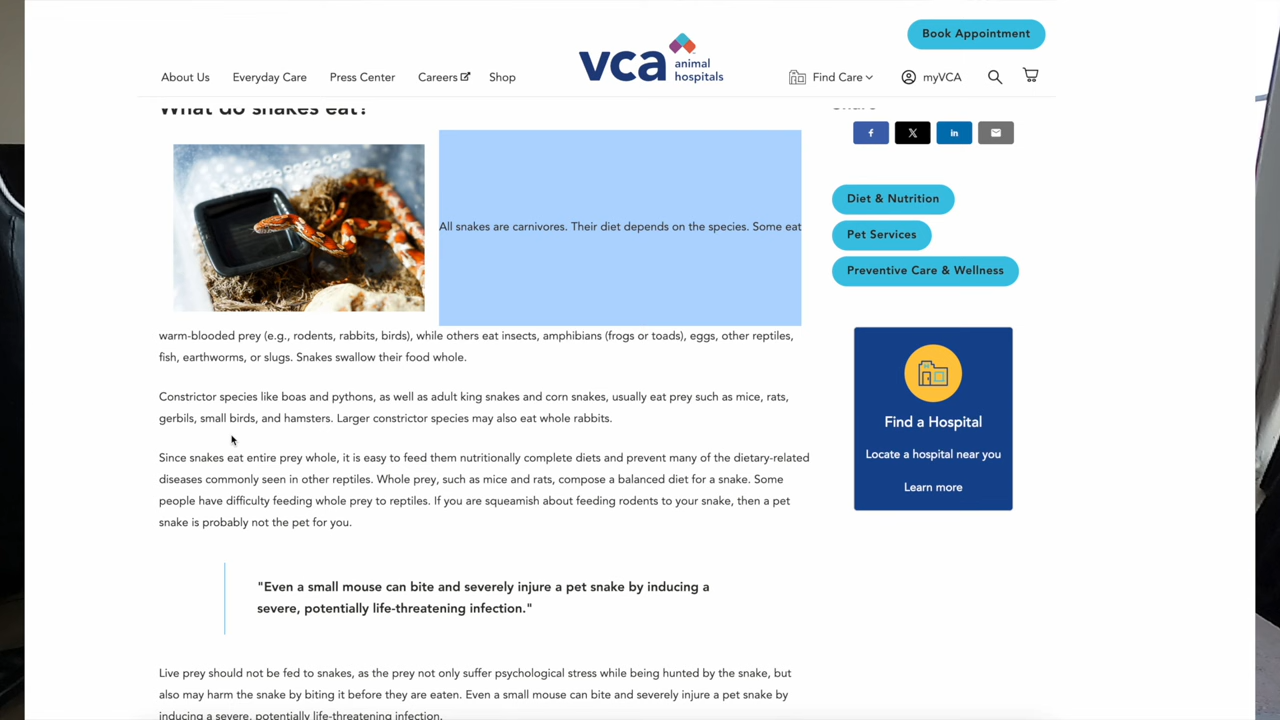 Book Appointment
About Us
Everyday Care
Press Center
Careers
Shop
vca animal hospitals
Find Care
myVCA
What do snakes eat?
All snakes are carnivores. Their diet depends on the species. Some eat
warm-blooded prey (e.g., rodents, rabbits, birds), while others eat insects, amphibians (frogs or toads), eggs, other reptiles,
fish, earthworms, or slugs. Snakes swallow their food whole.
Constrictor species like boas and pythons, as well as adult king snakes and corn snakes, usually eat prey such as mice, rats,
gerbils, small birds, and hamsters. Larger constrictor species may also eat whole rabbits.
Since snakes eat entire prey whole, it is easy to feed them nutritionally complete diets and prevent many of the dietary-related
diseases commonly seen in other reptiles. Whole prey, such as mice and rats, compose a balanced diet for a snake. Some
people have difficulty feeding whole prey to reptiles. If you are squeamish about feeding rodents to your snake, then a pet
snake is probably not the pet for you.
"Even a small mouse can bite and severely injure a pet snake by inducing a
severe, potentially life-threatening infection."
Live prey should not be fed to snakes, as the prey not only suffer psychological stress while being hunted by the snake, but
also may harm the snake by biting it before they are eaten. Even a small mouse can bite and severely injure a pet snake by
inducing a severe, potentially life-threatening infection.
f
X
in
Diet & Nutrition
Pet Services
Preventive Care & Wellness
Find a Hospital
Locate a hospital near you
Learn more